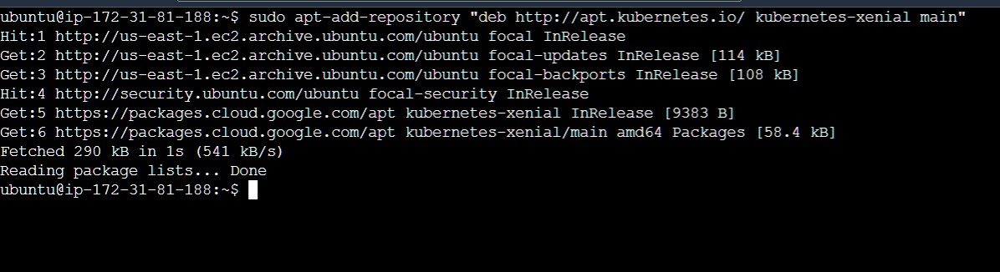 ubuntu@ip-172-31-81-188:~$ sudo apt-add-repository "deb http://apt.kubernetes.io/ kubernetes-xenial main"
Hit:1 http://us-east-1.ec2.archive.ubuntu.com/ubuntu focal InRelease
Get:2 http://us-east-1.ec2.archive.ubuntu.com/ubuntu focal-updates InRelease [114 kB]
Get:3 http://us-east-1.ec2.archive.ubuntu.com/ubuntu focal-backports InRelease [108 kB]
Hit:4 http://security.ubuntu.com/ubuntu focal-security InRelease
Get:5 https://packages.cloud.google.com/apt kubernetes-xenial InRelease [9383 B]
Get:6 https://packages.cloud.google.com/apt kubernetes-xenial/main amd64 Packages [58.4 kB]
Fetched 290 kB in 1s (541 kB/s)
Reading package lists... Done
ubuntu@ip-172-31-81-188:~$